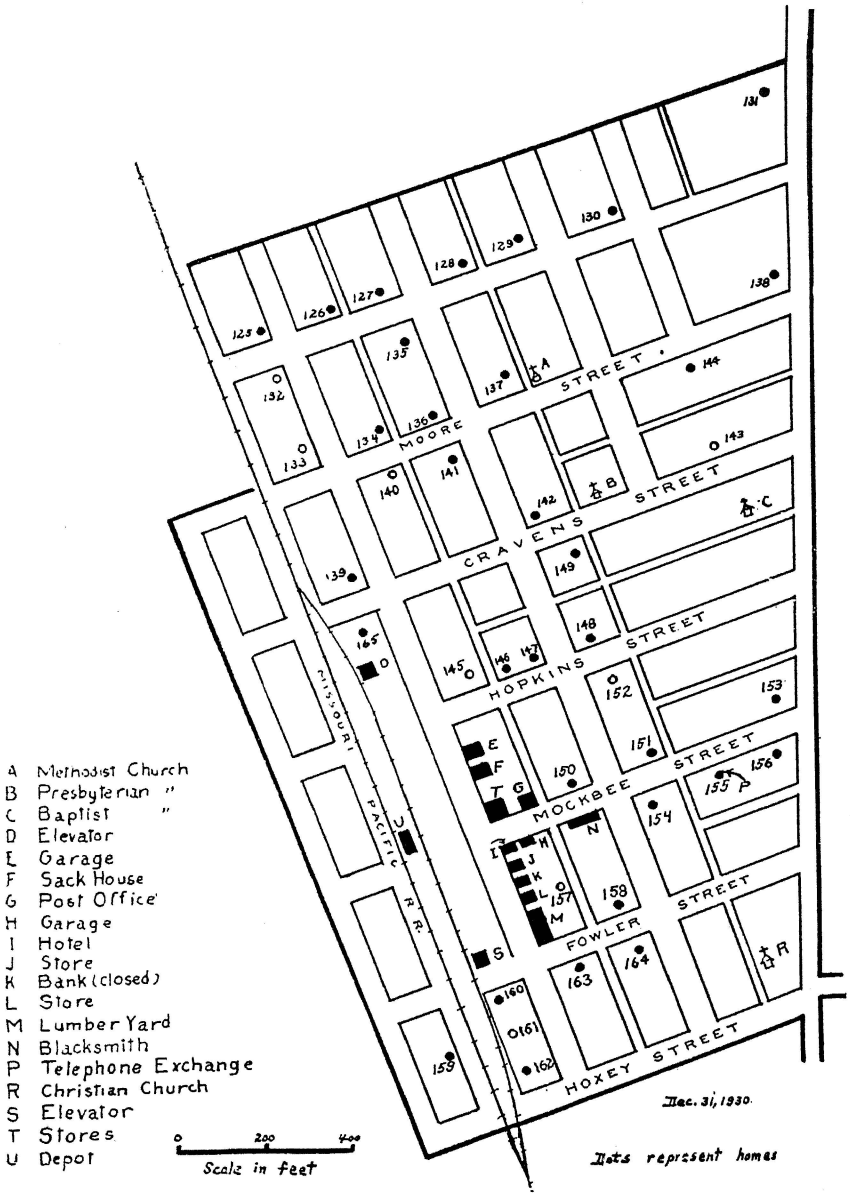 131
130
129
128
127
126
125
138
135
132
137
A
STREET
144
136
134
MOORE
133
143
140
141
B
STREET
142
C
CRAVENS
149
139
148
165
STREET
O
145
146
147
HOPKINS
152
153
MISSOURI
E
151
STREET
F
150
156
T
G
155
P
MOCKBEE
154
U
PACIFIC
I
H
N
J
K
L
157
158
STREET
M
R.R.
FOWLER
R
S
163
164
160
161
159
162
HOXEY STREET
A Methodist Church
B Presbyterian "
C Baptist "
D Elevator
E Garage
F Sack House
G Post Office
H Garage
I Hotel
J Store
K Bank (closed)
L Store
M Lumber Yard
N Blacksmith
P Telephone Exchange
R Christian Church
S Elevator
T Stores
U Depot
0 200 400
Scale in feet
Dec. 31, 1930.
Dots represent homes